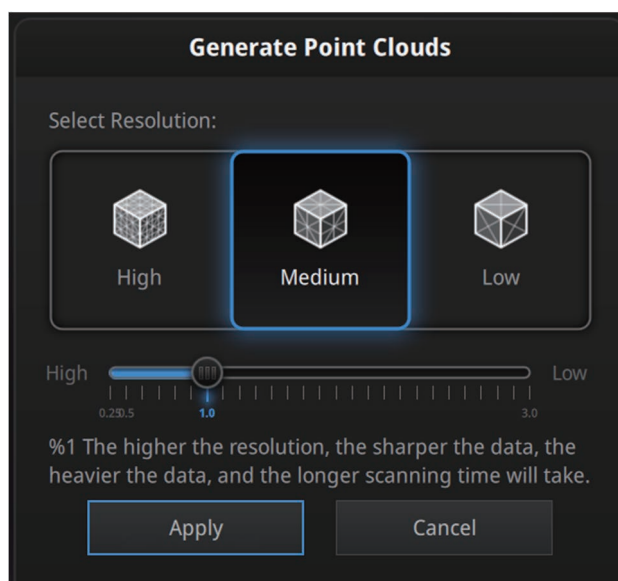 Generate Point Clouds
Select Resolution:
High Medium Low
High Low
0.25 0.5 1.0 3.0
%1 The higher the resolution, the sharper the data, the
heavier the data, and the longer scanning time will take.
Apply Cancel